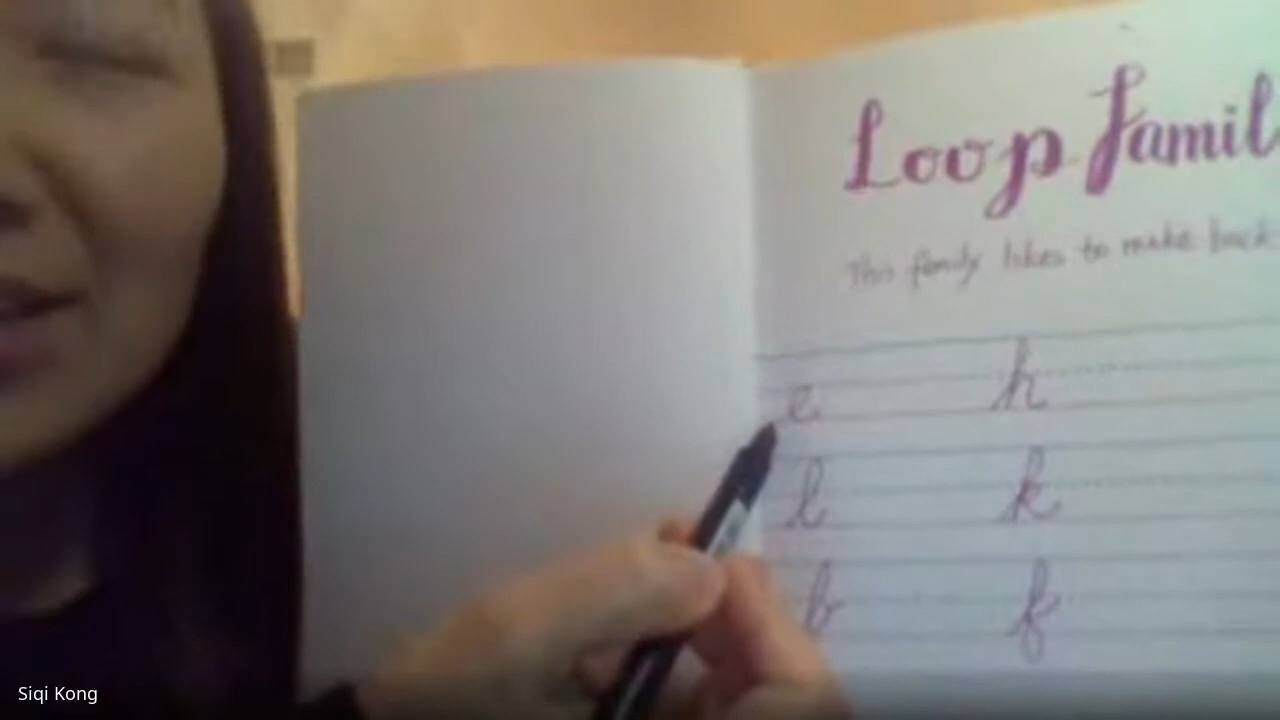 Loop Famil
This family likes to make back
e h
l k
b f
Siqi Kong